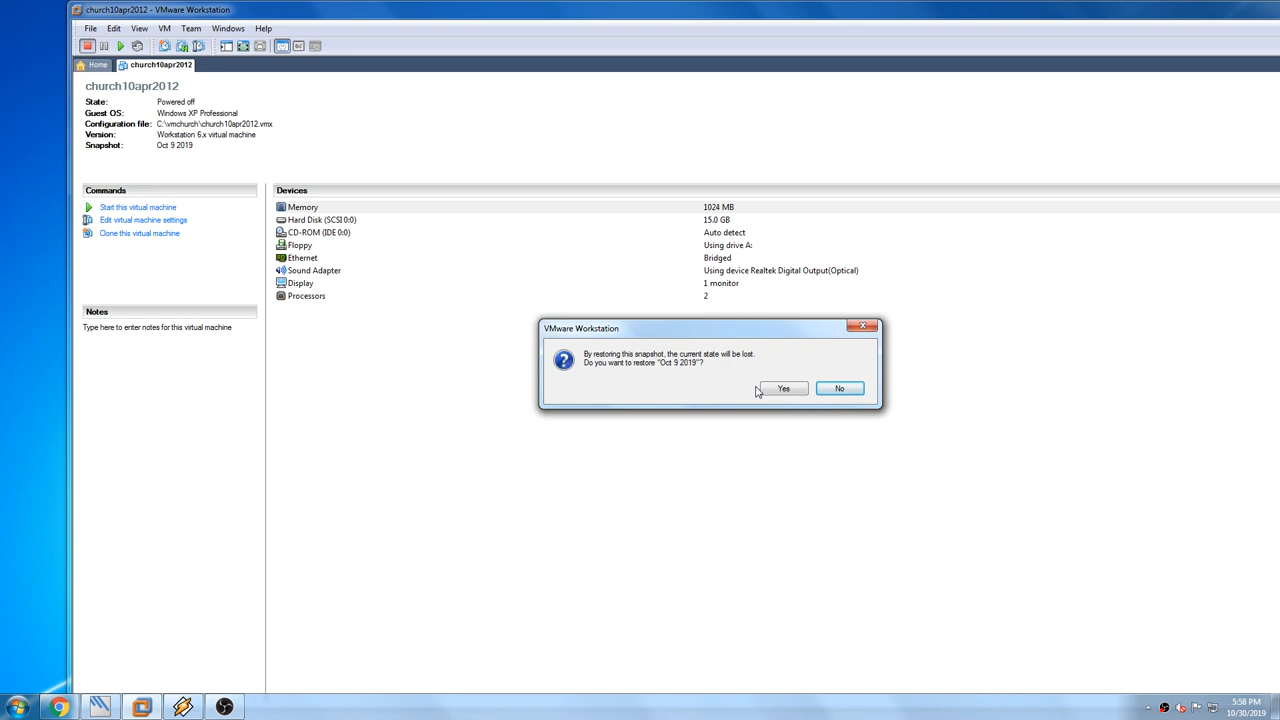 church10apr2012 - VMware Workstation
File Edit View VM Team Windows Help
Home church10apr2012
church10apr2012
State: Powered off
Guest OS: Windows XP Professional
Configuration file: C:\vmchurch\church10apr2012.vmx
Version: Workstation 6.x virtual machine
Snapshot: Oct 9 2019
Commands
Start this virtual machine
Edit virtual machine settings
Clone this virtual machine
Notes
Type here to enter notes for this virtual machine
Devices
Memory 1024 MB
Hard Disk (SCSI 0:0) 15.0 GB
CD-ROM (IDE 0:0) Auto detect
Floppy Using drive A:
Ethernet Bridged
Sound Adapter Using device Realtek Digital Output(Optical)
Display 1 monitor
Processors 2
VMware Workstation
By restoring this snapshot, the current state will be lost.
Do you want to restore "Oct 9 2019"?
Yes No
5:58 PM
10/30/2019